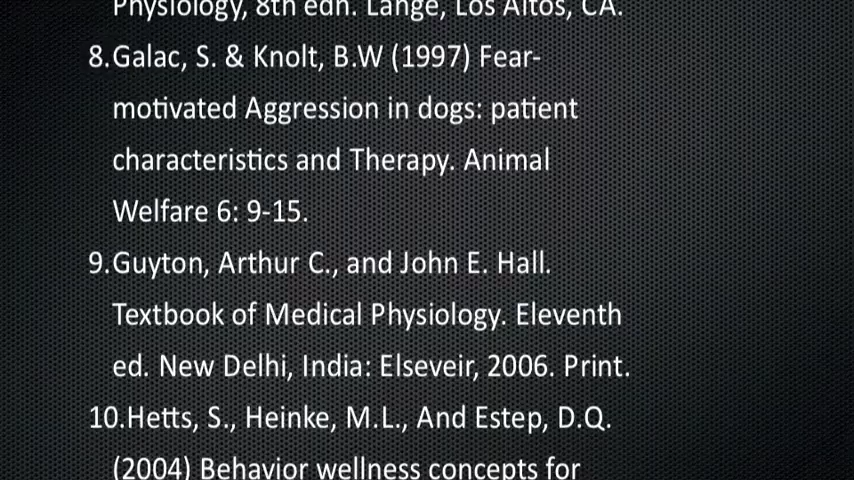 Physiology, 8th edn. Lange, Los Altos, CA.
8.Galac, S. & Knolt, B.W (1997) Fear-
motivated Aggression in dogs: patient
characteristics and Therapy. Animal
Welfare 6: 9-15.
9.Guyton, Arthur C., and John E. Hall.
Textbook of Medical Physiology. Eleventh
ed. New Delhi, India: Elseveir, 2006. Print.
10.Hetts, S., Heinke, M.L., And Estep, D.Q.
(2004) Behavior wellness concepts for